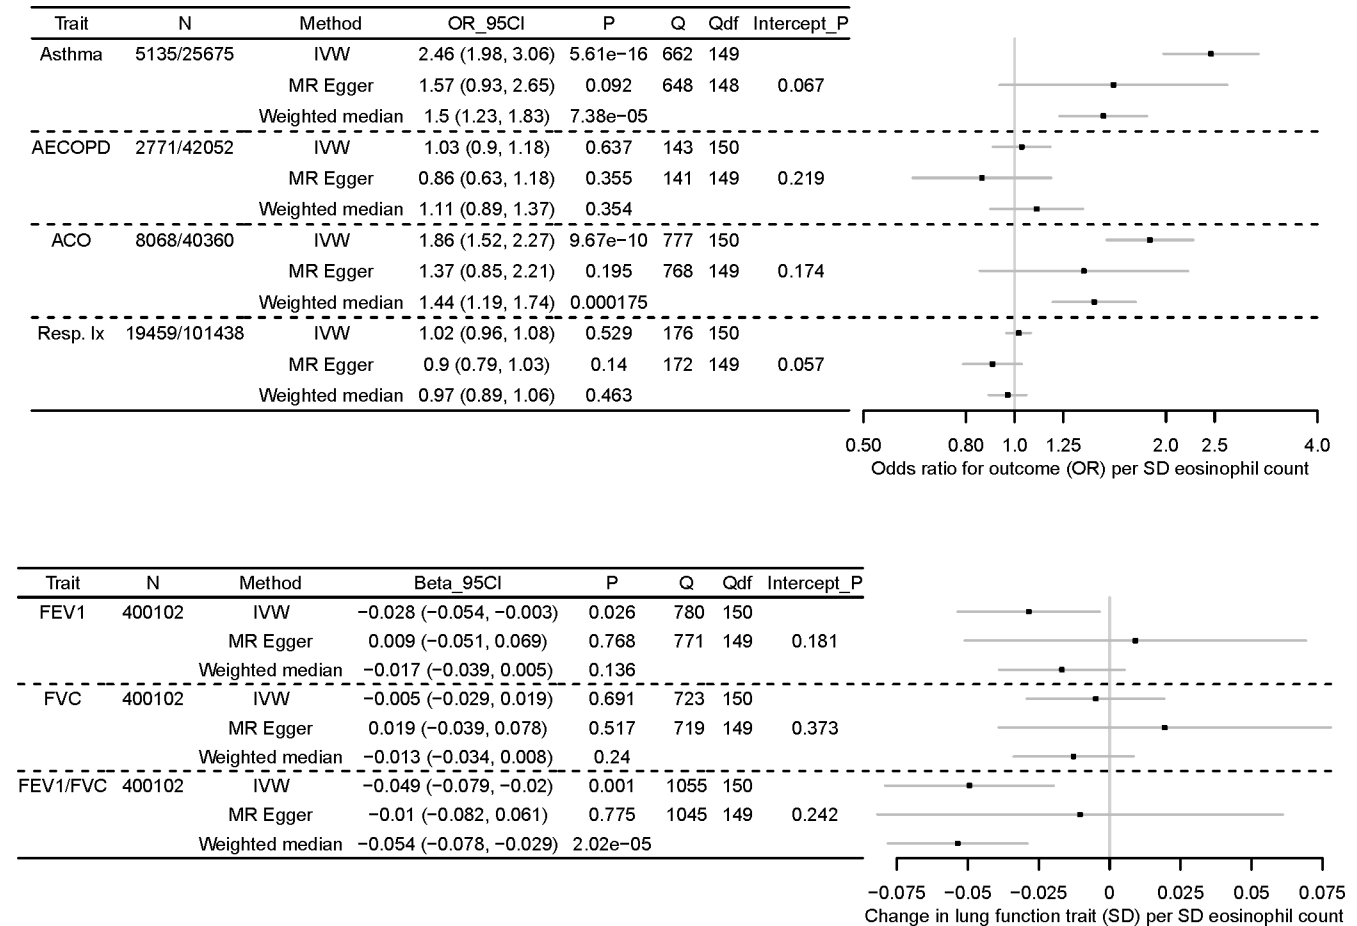 Trait N Method OR_95CI P Q Qdf Intercept_P
Asthma 5135/25675 IVW 2.46 (1.98, 3.06) 5.61e−16 662 149
MR Egger 1.57 (0.93, 2.65) 0.092 648 148 0.067
Weighted median 1.5 (1.23, 1.83) 7.38e−05
AECOPD 2771/42052 IVW 1.03 (0.9, 1.18) 0.637 143 150
MR Egger 0.86 (0.63, 1.18) 0.355 141 149 0.219
Weighted median 1.11 (0.89, 1.37) 0.354
ACO 8068/40360 IVW 1.86 (1.52, 2.27) 9.67e−10 777 150
MR Egger 1.37 (0.85, 2.21) 0.195 768 149 0.174
Weighted median 1.44 (1.19, 1.74) 0.000175
Resp. Ix 19459/101438 IVW 1.02 (0.96, 1.08) 0.529 176 150
MR Egger 0.9 (0.79, 1.03) 0.14 172 149 0.057
Weighted median 0.97 (0.89, 1.06) 0.463
0.50 0.80 1.0 1.25 2.0 2.5 4.0
Odds ratio for outcome (OR) per SD eosinophil count
Trait N Method Beta_95CI P Q Qdf Intercept_P
FEV1 400102 IVW −0.028 (−0.054, −0.003) 0.026 780 150
MR Egger 0.009 (−0.051, 0.069) 0.768 771 149 0.181
Weighted median −0.017 (−0.039, 0.005) 0.136
FVC 400102 IVW −0.005 (−0.029, 0.019) 0.691 723 150
MR Egger 0.019 (−0.039, 0.078) 0.517 719 149 0.373
Weighted median −0.013 (−0.034, 0.008) 0.24
FEV1/FVC 400102 IVW −0.049 (−0.079, −0.02) 0.001 1055 150
MR Egger −0.01 (−0.082, 0.061) 0.775 1045 149 0.242
Weighted median −0.054 (−0.078, −0.029) 2.02e−05
−0.075 −0.05 −0.025 0 0.025 0.05 0.075
Change in lung function trait (SD) per SD eosinophil count